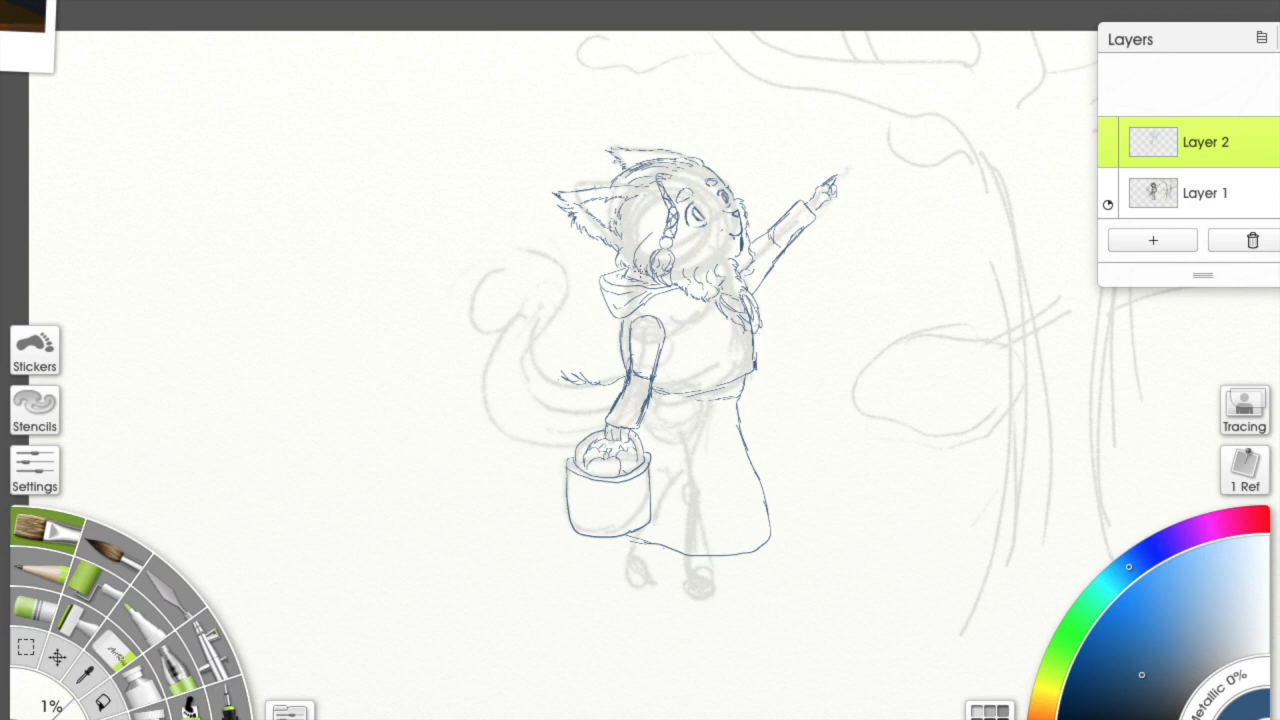 Layers
Layer 2
Layer 1
+
Stickers
Stencils
Settings
Tracing
1 Ref
1%
Metallic 0%